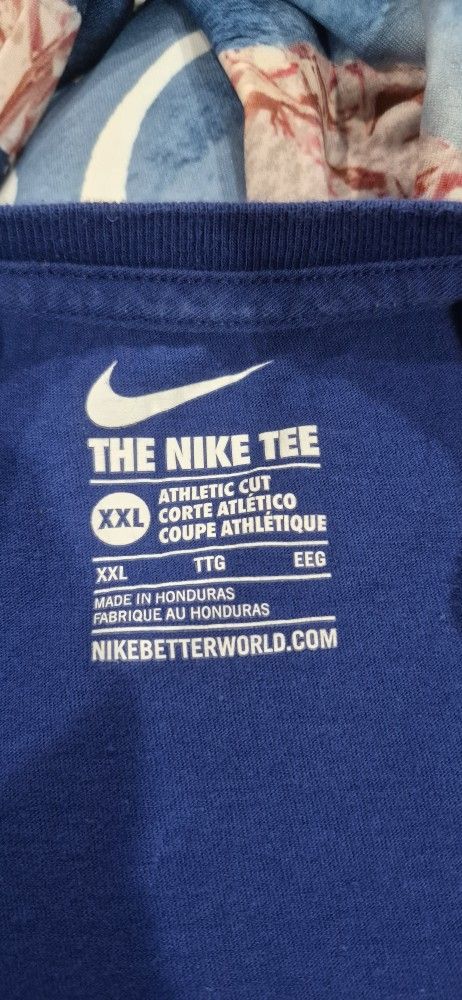 THE NIKE TEE
XXL
ATHLETIC CUT
CORTE ATLÉTICO
COUPE ATHLÉTIQUE
XXL TTG EEG
MADE IN HONDURAS
FABRIQUE AU HONDURAS
NIKEBETTERWORLD.COM